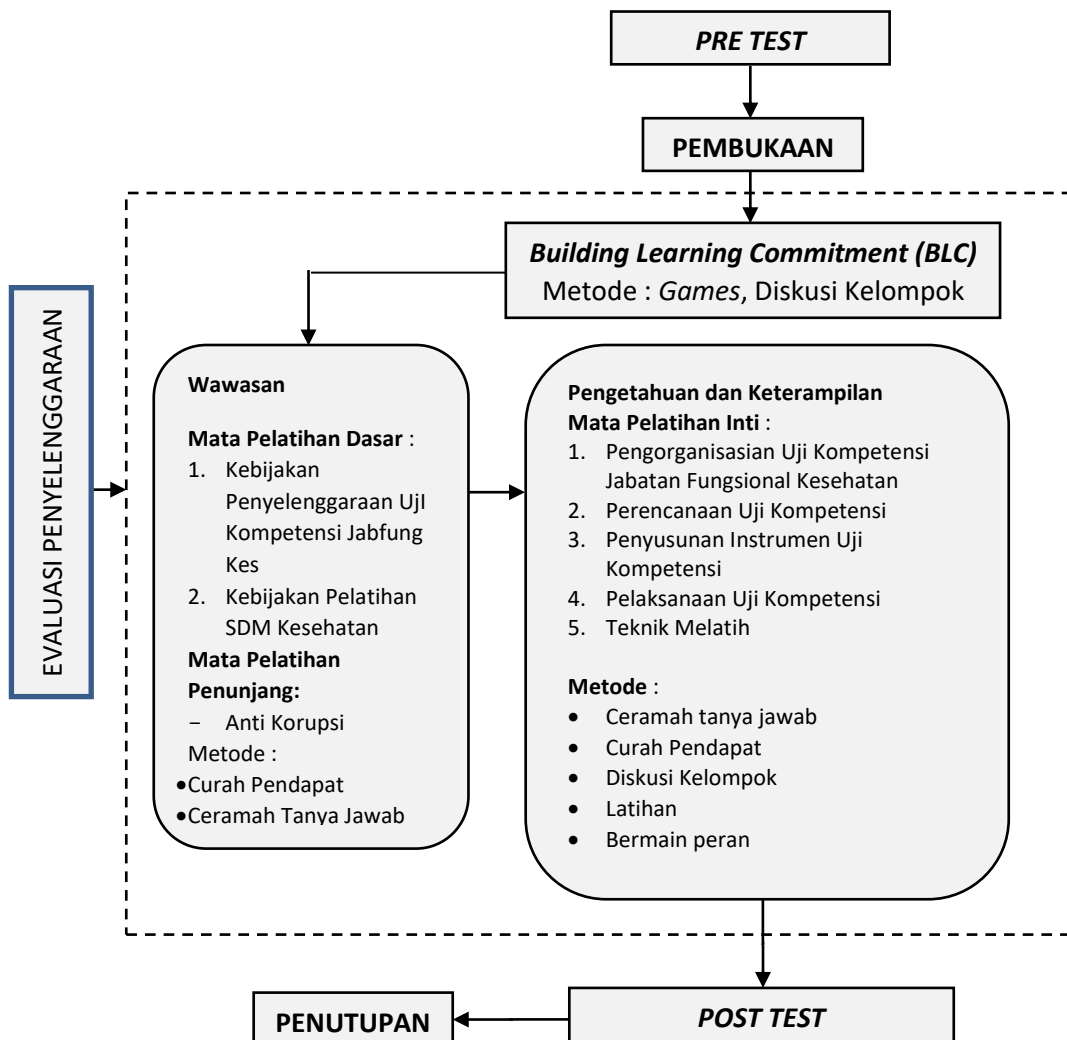 PRE TEST
PEMBUKAAN
Building Learning Commitment (BLC)
Metode : Games, Diskusi Kelompok
EVALUASI PENYELENGGARAAN
Wawasan
Mata Pelatihan Dasar :
1. Kebijakan
Penyelenggaraan UjI
Kompetensi Jabfung
Kes
2. Kebijakan Pelatihan
SDM Kesehatan
Mata Pelatihan
Penunjang:
− Anti Korupsi
Metode :
•Curah Pendapat
•Ceramah Tanya Jawab
Pengetahuan dan Keterampilan
Mata Pelatihan Inti :
1. Pengorganisasian Uji Kompetensi
Jabatan Fungsional Kesehatan
2. Perencanaan Uji Kompetensi
3. Penyusunan Instrumen Uji
Kompetensi
4. Pelaksanaan Uji Kompetensi
5. Teknik Melatih
Metode :
• Ceramah tanya jawab
• Curah Pendapat
• Diskusi Kelompok
• Latihan
• Bermain peran
POST TEST
PENUTUPAN